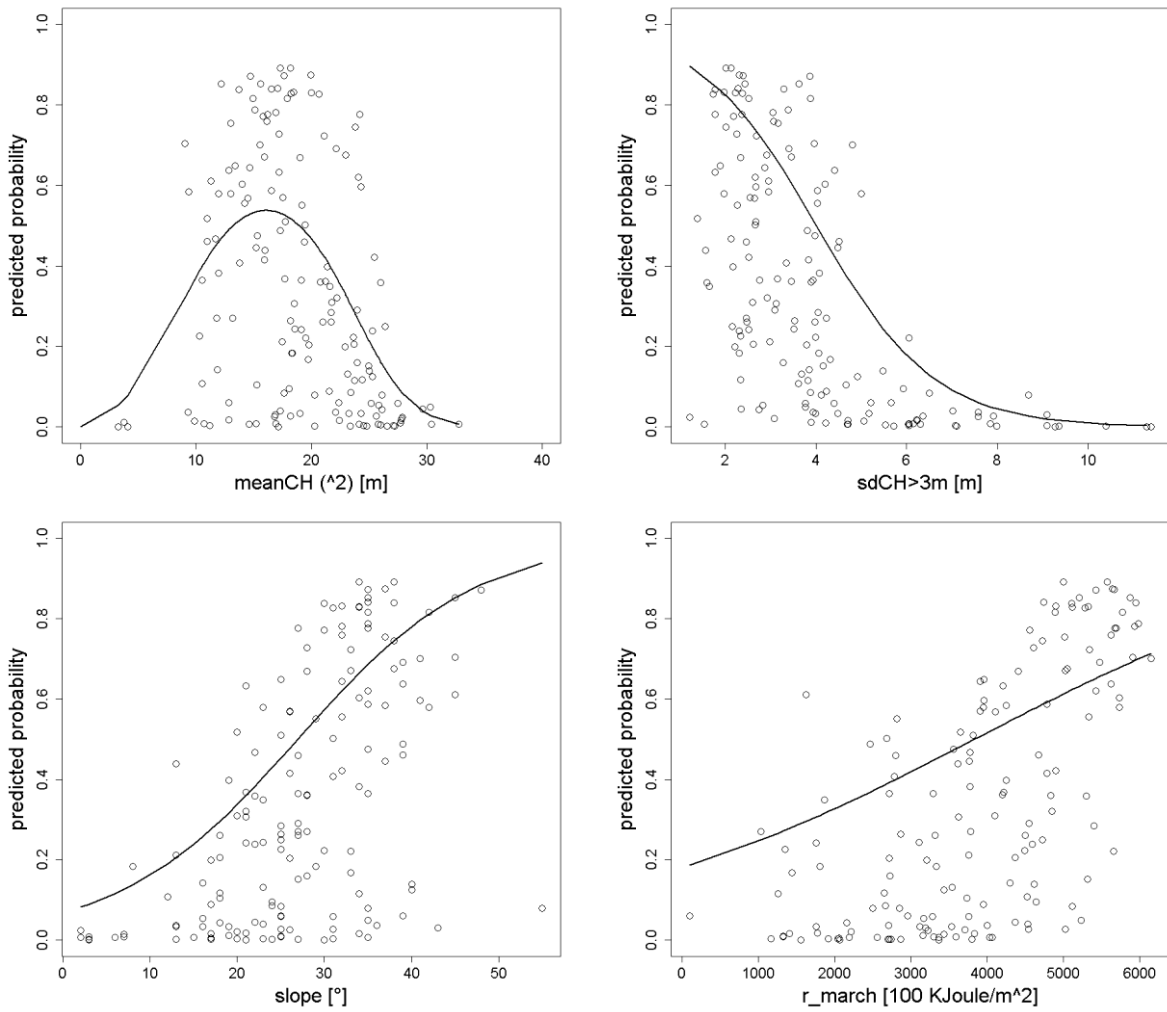 1.0
0.8
0.6
0.4
0.2
0.0
predicted probability
0 10 20 30 40
meanCH (^2) [m]
1.0
0.8
0.6
0.4
0.2
0.0
predicted probability
2 4 6 8 10
sdCH>3m [m]
1.0
0.8
0.6
0.4
0.2
0.0
predicted probability
0 10 20 30 40 50
slope [°]
1.0
0.8
0.6
0.4
0.2
0.0
predicted probability
0 1000 2000 3000 4000 5000 6000
r_march [100 KJoule/m^2]